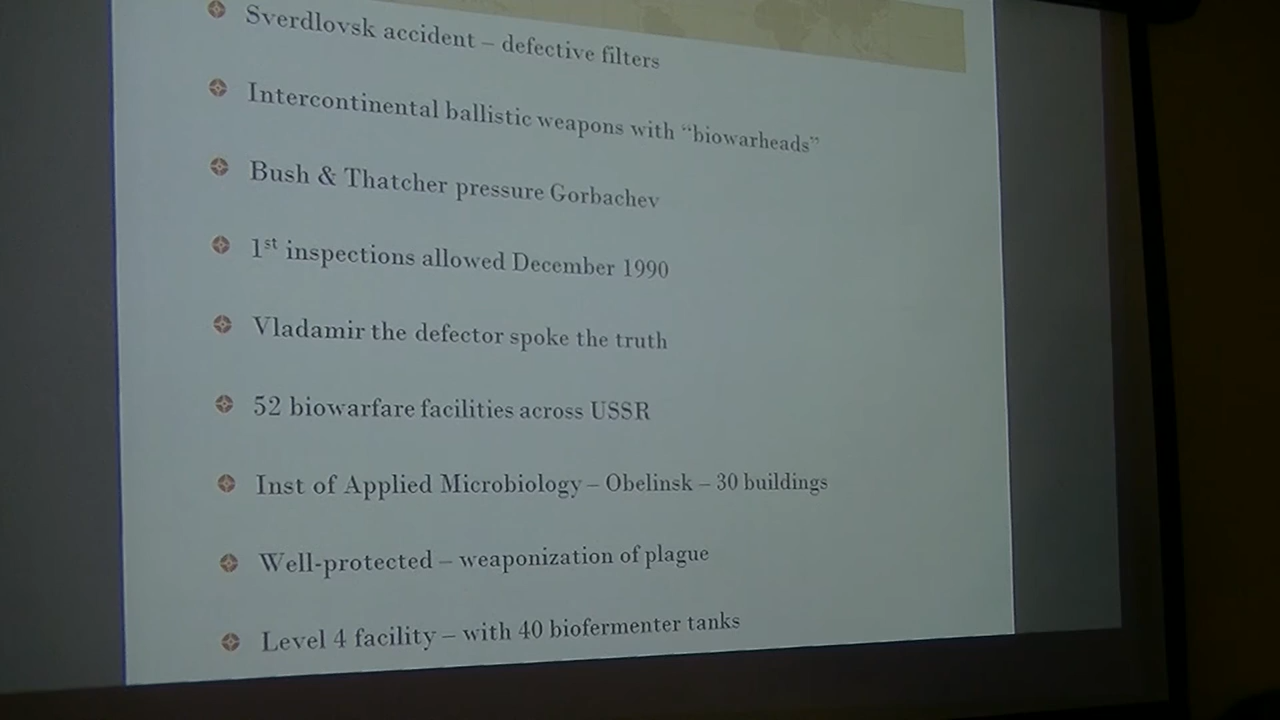 Sverdlovsk accident – defective filters
Intercontinental ballistic weapons with “biowarheads”
Bush & Thatcher pressure Gorbachev
1st inspections allowed December 1990
Vladamir the defector spoke the truth
52 biowarfare facilities across USSR
Inst of Applied Microbiology – Obelinsk – 30 buildings
Well-protected – weaponization of plague
Level 4 facility – with 40 biofermenter tanks